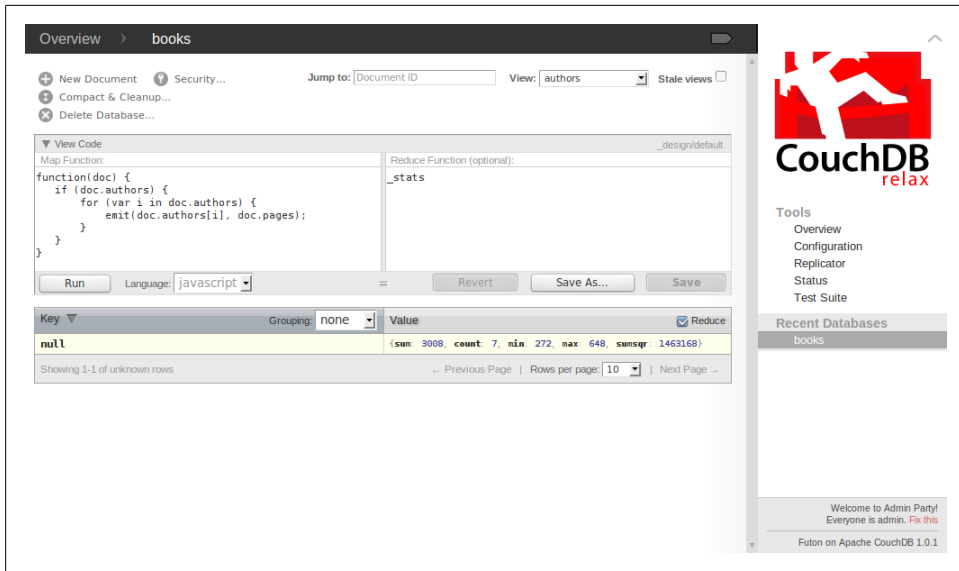 Overview books
New Document Security... Jump to: Document ID View: authors Stale views
Compact & Cleanup...
Delete Database...
View Code _design/default
Map Function: Reduce Function (optional):
function(doc) { _stats
if (doc.authors) {
for (var i in doc.authors) {
emit(doc.authors[i], doc.pages);
}
}
}
Run Language: javascript = Revert Save As... Save
Key Grouping: none Value Reduce
null {sum: 3008, count: 7, min: 272, max: 648, sumsqr: 1463168}
Showing 1-1 of unknown rows ← Previous Page | Rows per page: 10 | Next Page →
CouchDB
relax
Tools
Overview
Configuration
Replicator
Status
Test Suite
Recent Databases
books
Welcome to Admin Party!
Everyone is admin. Fix this
Futon on Apache CouchDB 1.0.1